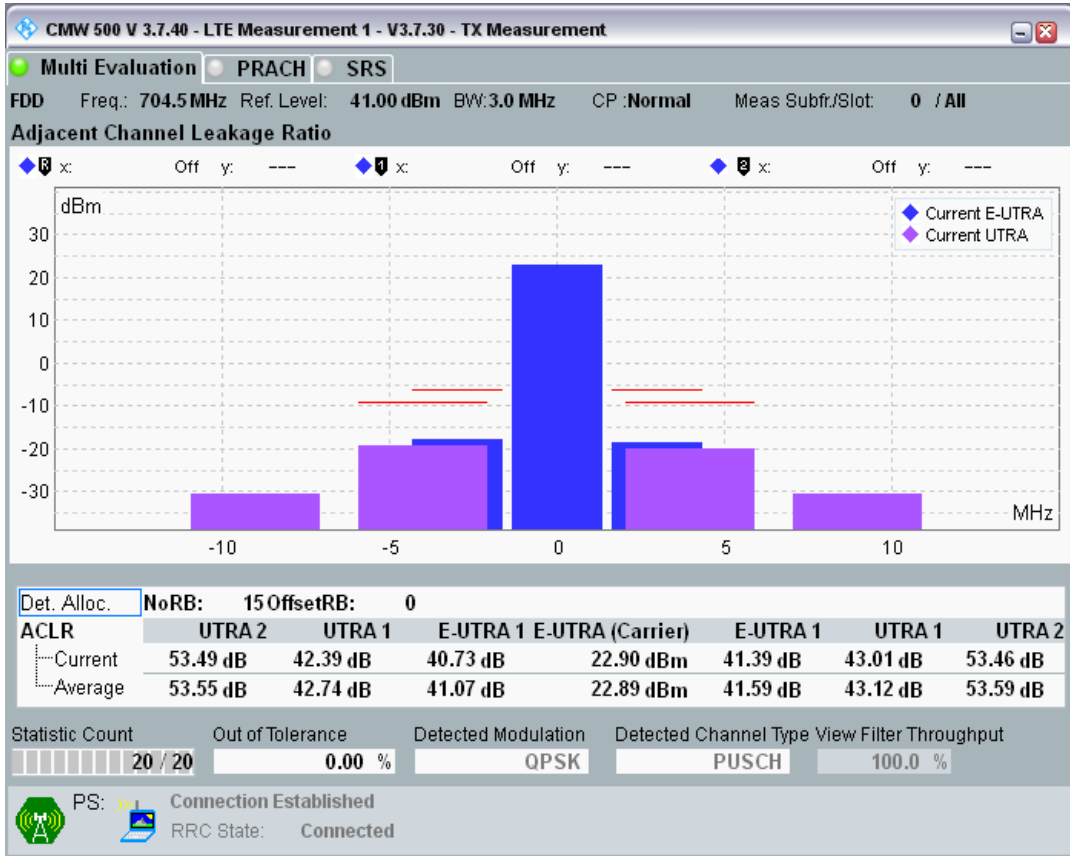 CMW 500 V 3.7.40 - LTE Measurement 1 - V3.7.30 - TX Measurement
Multi Evaluation PRACH SRS
FDD Freq.: 704.5 MHz Ref. Level: 41.00 dBm BW: 3.0 MHz CP : Normal Meas Subfr./Slot: 0 / All
Adjacent Channel Leakage Ratio
R x: Off y: --- 1 x: Off y: --- 2 x: Off y: ---
dBm
Current E-UTRA
Current UTRA
30
20
10
0
-10
-20
-30
MHz
-10 -5 0 5 10
Det. Alloc. NoRB: 15 OffsetRB: 0
ACLR UTRA 2 UTRA 1 E-UTRA 1 E-UTRA (Carrier) E-UTRA 1 UTRA 1 UTRA 2
Current 53.49 dB 42.39 dB 40.73 dB 22.90 dBm 41.39 dB 43.01 dB 53.46 dB
Average 53.55 dB 42.74 dB 41.07 dB 22.89 dBm 41.59 dB 43.12 dB 53.59 dB
Statistic Count Out of Tolerance Detected Modulation Detected Channel Type View Filter Throughput
20 / 20 0.00 % QPSK PUSCH 100.0 %
PS: Connection Established
RRC State: Connected